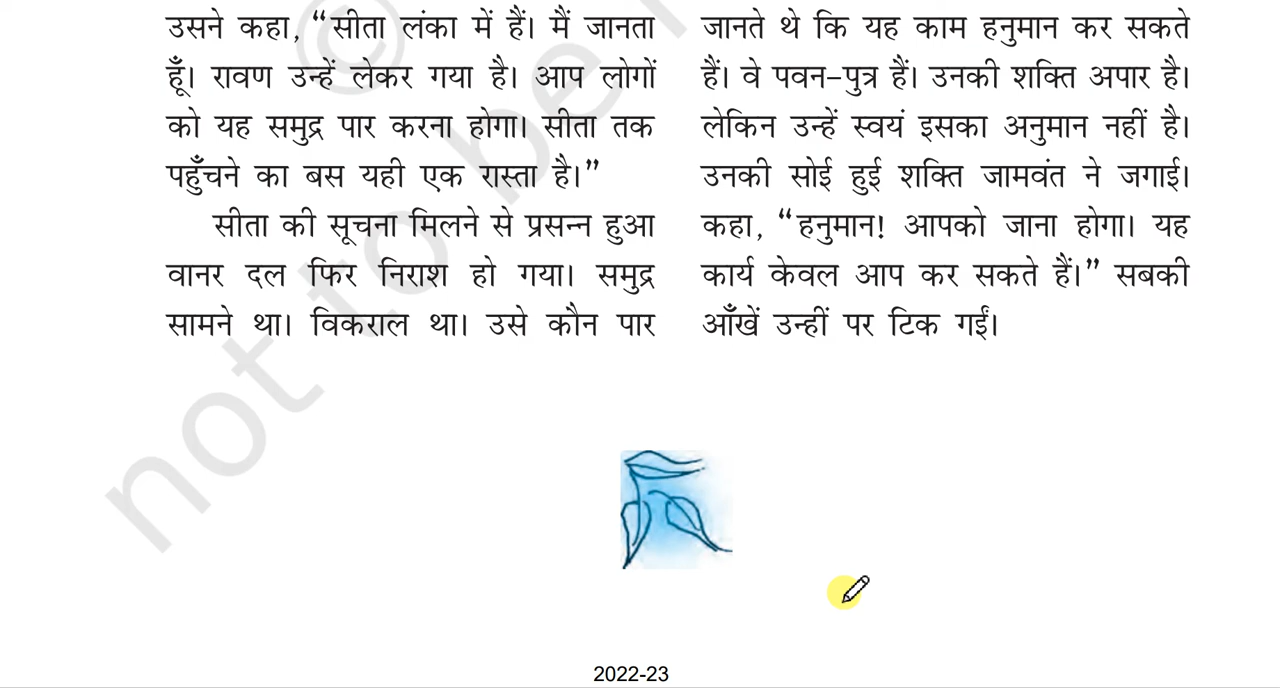 उसने कहा, “सीता लंका में हैं। मैं जानता
हूँ। रावण उन्हें लेकर गया है। आप लोगों
को यह समुद्र पार करना होगा। सीता तक
पहुँचने का बस यही एक रास्ता है।”
सीता की सूचना मिलने से प्रसन्न हुआ
वानर दल फिर निराश हो गया। समुद्र
सामने था। विकराल था। उसे कौन पार
जानते थे कि यह काम हनुमान कर सकते
हैं। वे पवन-पुत्र हैं। उनकी शक्ति अपार है।
लेकिन उन्हें स्वयं इसका अनुमान नहीं है।
उनकी सोई हुई शक्ति जामवंत ने जगाई।
कहा, “हनुमान! आपको जाना होगा। यह
कार्य केवल आप कर सकते हैं।” सबकी
आँखें उन्हीं पर टिक गईं।
© not to be
2022-23